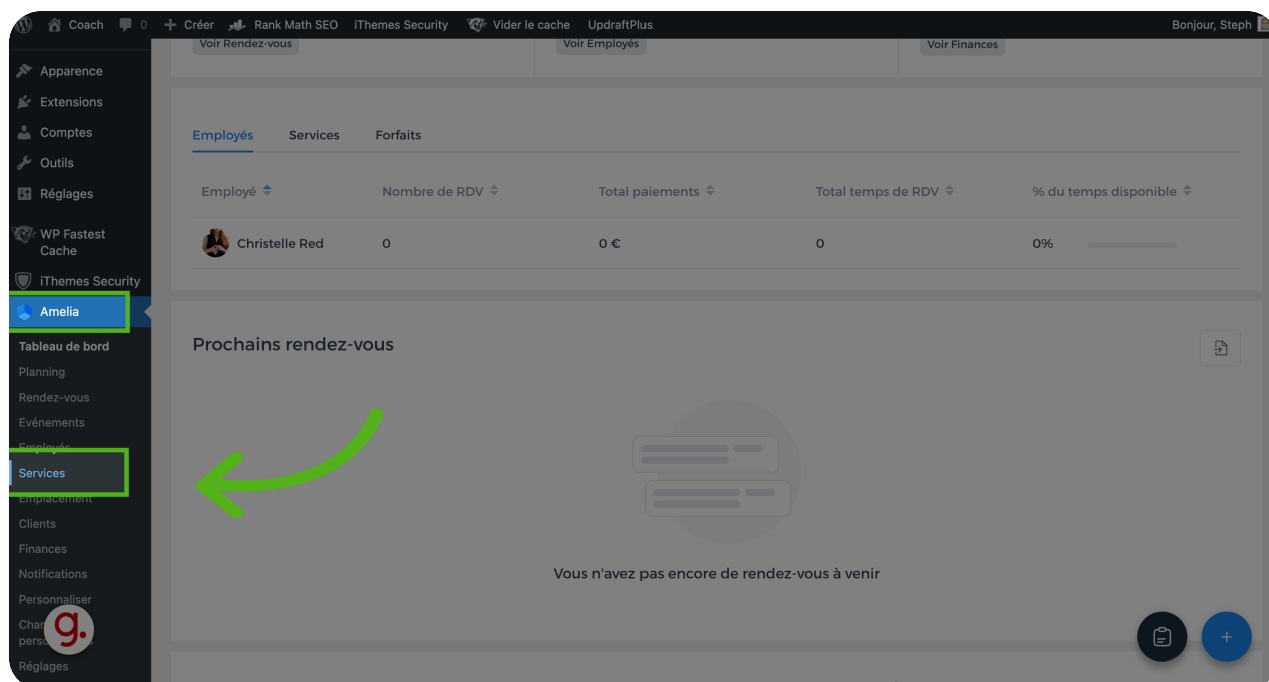 Coach 0 Créer Rank Math SEO iThemes Security Vider le cache UpdraftPlus Bonjour, Steph
Voir Rendez-vous Voir Employés Voir Finances
Apparence
Extensions
Comptes
Outils
Réglages
WP Fastest
Cache
iThemes Security
Amelia
Tableau de bord
Planning
Rendez-vous
Evénements
Employés
Services
Emplacement
Clients
Finances
Notifications
Personnaliser
Réglages
g.
Employés Services Forfaits
Employé Nombre de RDV Total paiements Total temps de RDV % du temps disponible
Christelle Red 0 0 € 0 0%
Prochains rendez-vous
Vous n'avez pas encore de rendez-vous à venir